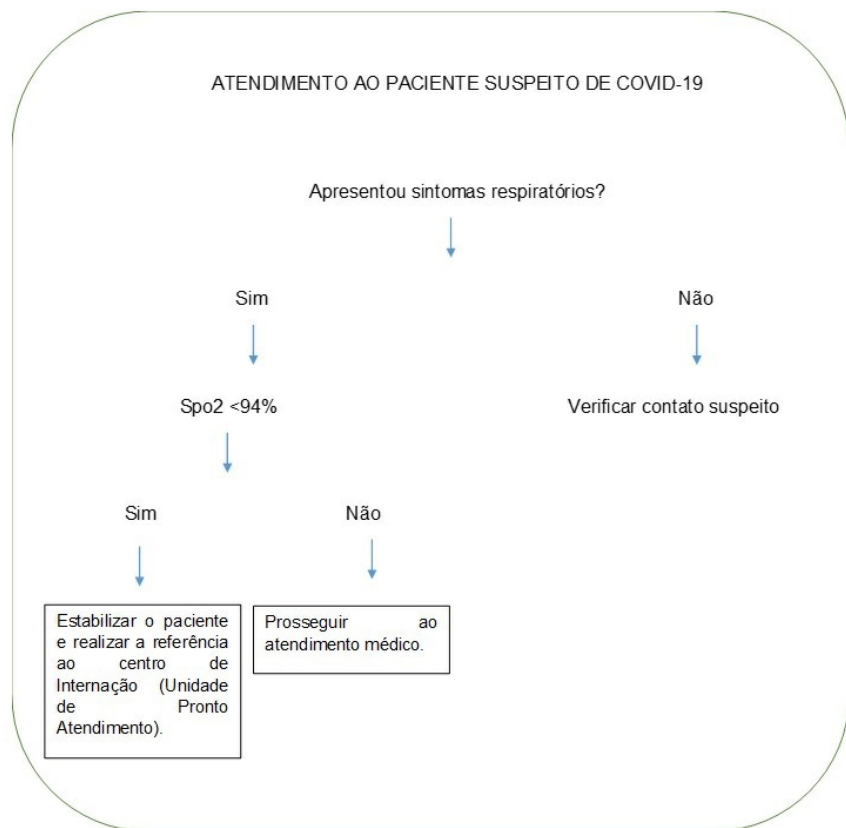 ATENDIMENTO AO PACIENTE SUSPEITO DE COVID-19
Apresentou sintomas respiratórios?
Sim
Não
Spo2 <94%
Verificar contato suspeito
Sim
Não
Estabilizar o paciente
e realizar a referência
ao centro de
Internação (Unidade
de Pronto
Atendimento).
Prosseguir ao
atendimento médico.